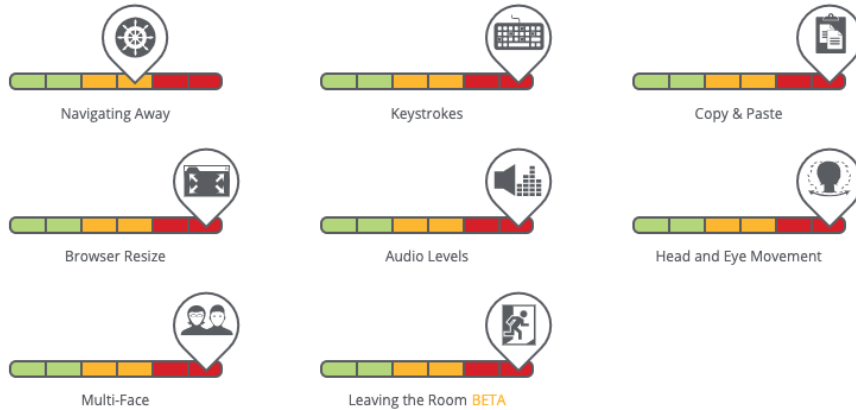 Navigating Away
Keystrokes
Copy & Paste
Browser Resize
Audio Levels
Head and Eye Movement
Multi-Face
Leaving the Room BETA